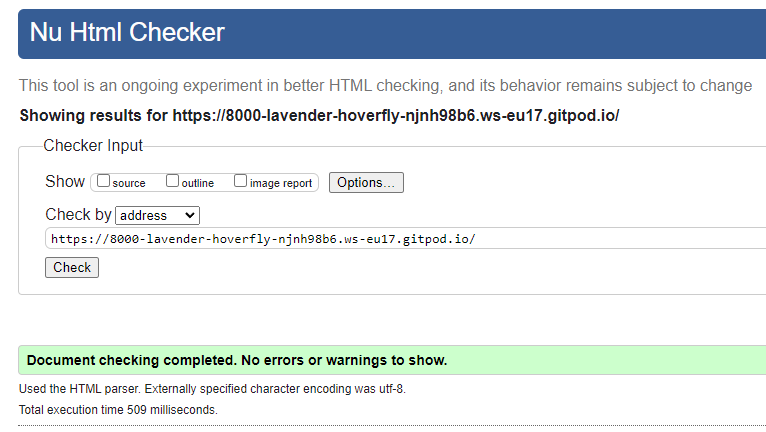 Nu Html Checker
This tool is an ongoing experiment in better HTML checking, and its behavior remains subject to change
Showing results for https://8000-lavender-hoverfly-njnh98b6.ws-eu17.gitpod.io/
Checker Input
Show source outline image report Options...
Check by address
https://8000-lavender-hoverfly-njnh98b6.ws-eu17.gitpod.io/
Check
Document checking completed. No errors or warnings to show.
Used the HTML parser. Externally specified character encoding was utf-8.
Total execution time 509 milliseconds.